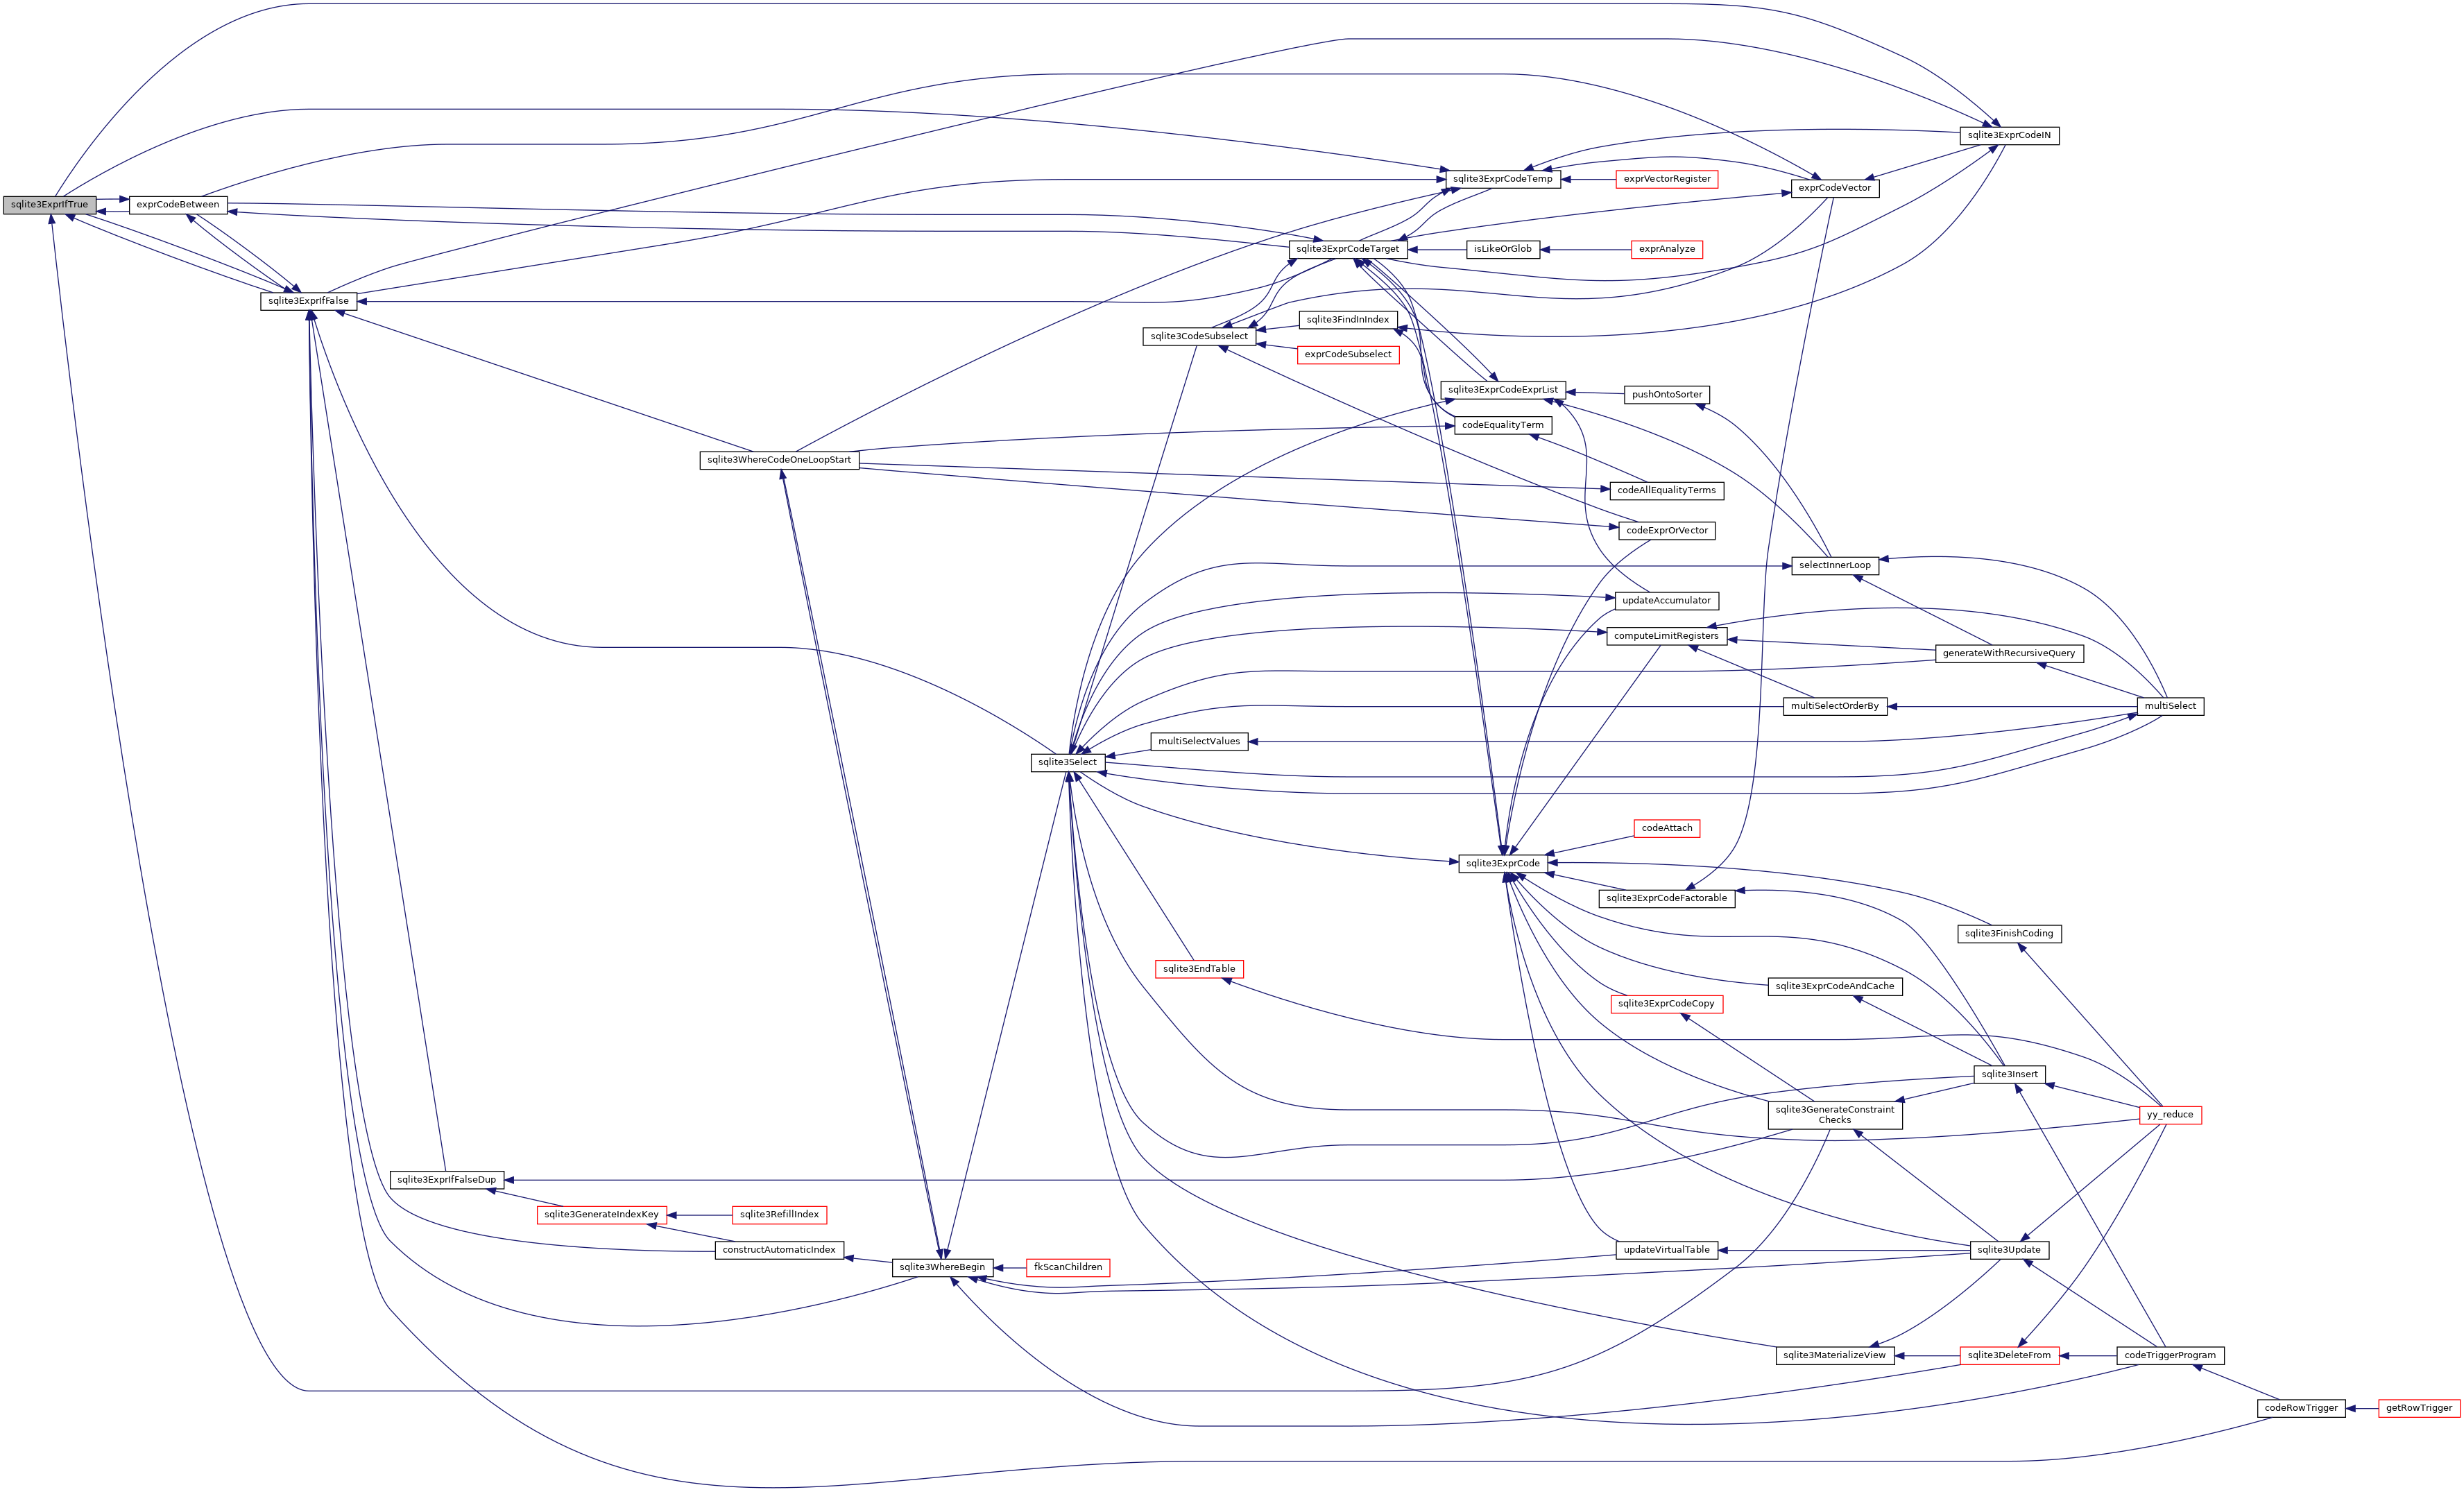 sqlite3ExprCodeIN
sqlite3ExprCodeTemp
exprVectorRegister
exprCodeVector
sqlite3ExprIfTrue
exprCodeBetween
sqlite3ExprCodeTarget
isLikeOrGlob
exprAnalyze
sqlite3ExprIfFalse
sqlite3FindInIndex
sqlite3CodeSubselect
exprCodeSubselect
sqlite3ExprCodeExprList
pushOntoSorter
codeEqualityTerm
sqlite3WhereCodeOneLoopStart
codeAllEqualityTerms
codeExprOrVector
selectInnerLoop
updateAccumulator
computeLimitRegisters
generateWithRecursiveQuery
multiSelectOrderBy
multiSelect
multiSelectValues
sqlite3Select
codeAttach
sqlite3ExprCode
sqlite3ExprCodeFactorable
sqlite3FinishCoding
sqlite3EndTable
sqlite3ExprCodeAndCache
sqlite3ExprCodeCopy
sqlite3Insert
sqlite3GenerateConstraint
Checks
yy_reduce
sqlite3ExprIfFalseDup
sqlite3GenerateIndexKey
sqlite3RefillIndex
constructAutomaticIndex
updateVirtualTable
sqlite3Update
sqlite3WhereBegin
fkScanChildren
sqlite3MaterializeView
sqlite3DeleteFrom
codeTriggerProgram
codeRowTrigger
getRowTrigger